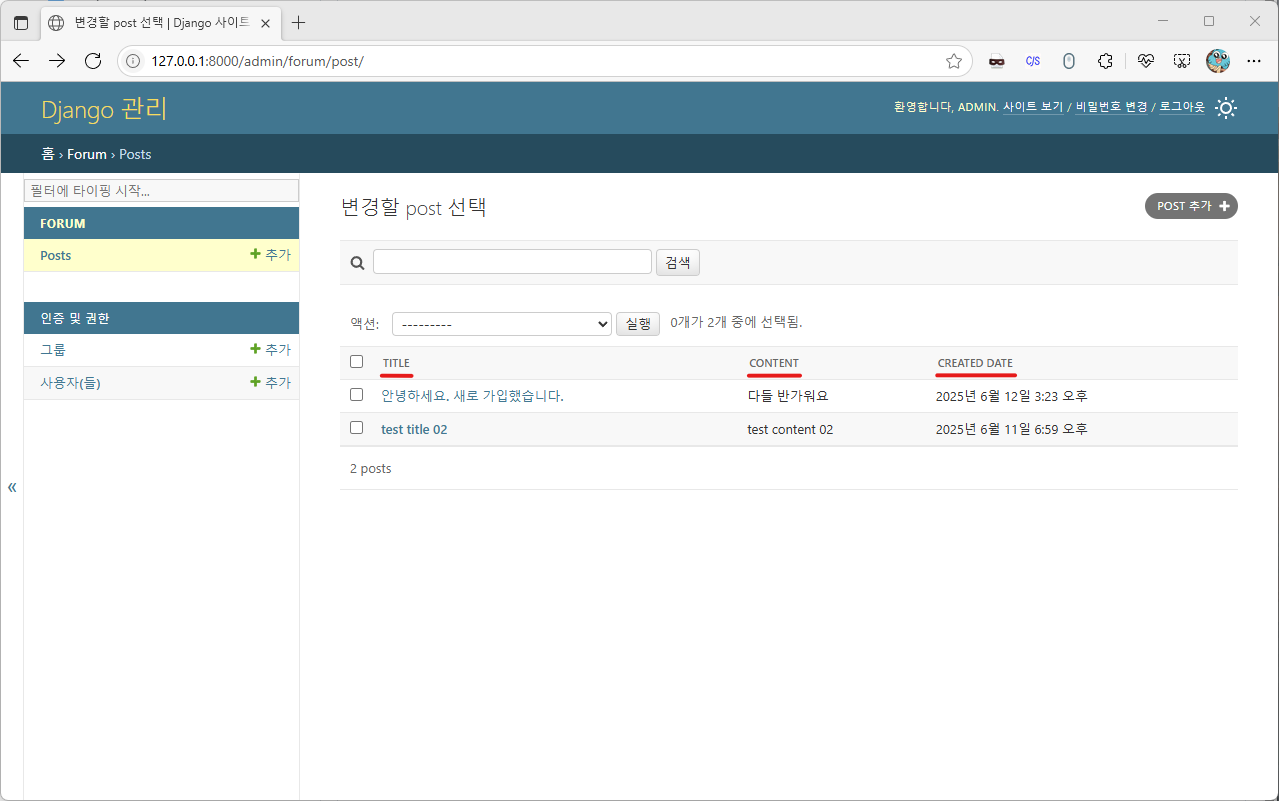 변경할 post 선택 | Django 사이트
127.0.0.1:8000/admin/forum/post/
Django 관리
환영합니다, ADMIN. 사이트 보기 / 비밀번호 변경 / 로그아웃
홈 › Forum › Posts
필터에 타이핑 시작...
FORUM
Posts + 추가
인증 및 권한
그룹 + 추가
사용자(들) + 추가
«
변경할 post 선택
POST 추가 +
검색
액션: --------- 실행 0개가 2개 중에 선택됨.
TITLE CONTENT CREATED DATE
안녕하세요. 새로 가입했습니다. 다들 반가워요 2025년 6월 12일 3:23 오후
test title 02 test content 02 2025년 6월 11일 6:59 오후
2 posts